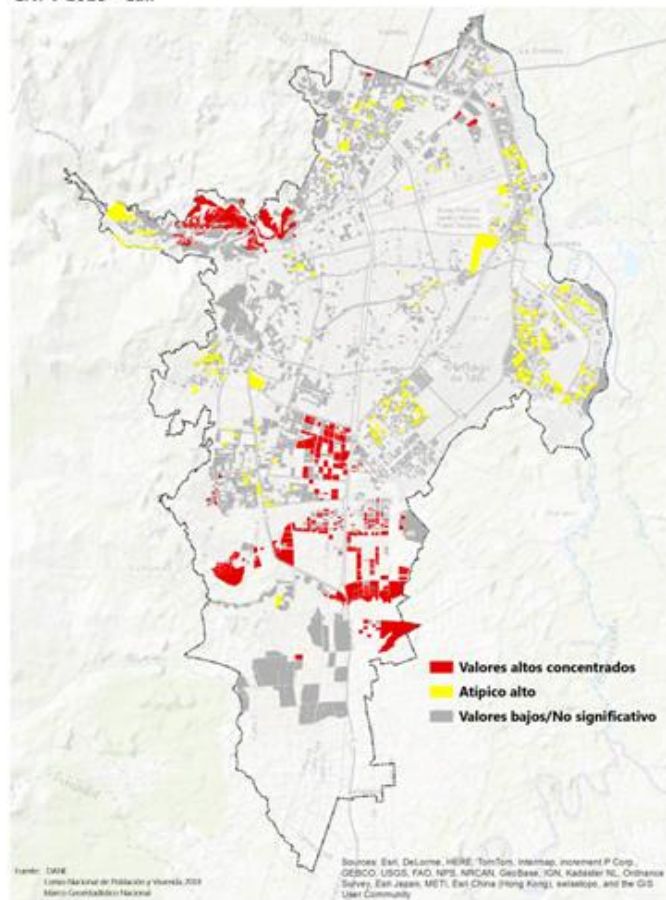 Valores altos concentrados
Atípico alto
Valores bajos/No significativo
Fuente: DANE
Censo Nacional de Población y Vivienda, 2018
Marco Geoestadístico Nacional
Sources: Esri, DeLorme, HERE, TomTom, Intermap, increment P Corp.,
GEBCO, USGS, FAO, NPS, NRCAN, GeoBase, IGN, Kadaster NL, Ordnance
Survey, Esri Japan, METI, Esri China (Hong Kong), swisstopo, and the GIS
User Community